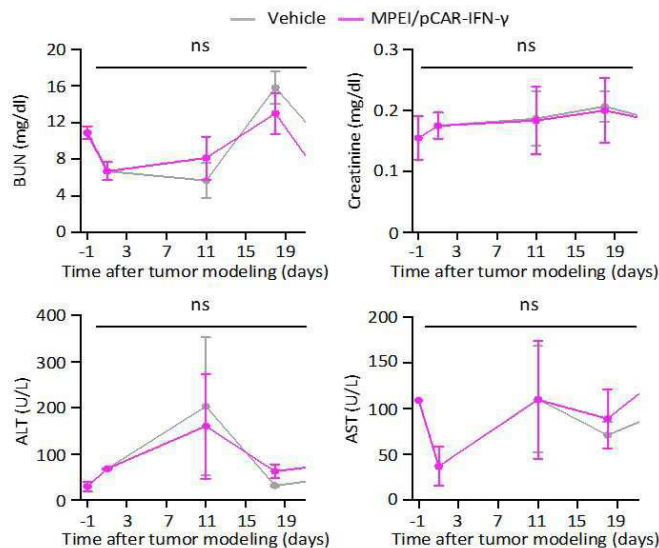 Vehicle MPEI/pCAR-IFN-γ
ns
20
16
12
8
4
0
BUN (mg/dl)
-1 3 7 11 15 19
Time after tumor modeling (days)
ns
0.3
0.2
0.1
0
Creatinine (mg/dl)
-1 3 7 11 15 19
Time after tumor modeling (days)
ns
400
300
200
100
0
ALT (U/L)
-1 3 7 11 15 19
Time after tumor modeling (days)
ns
200
150
100
50
0
AST (U/L)
-1 3 7 11 15 19
Time after tumor modeling (days)